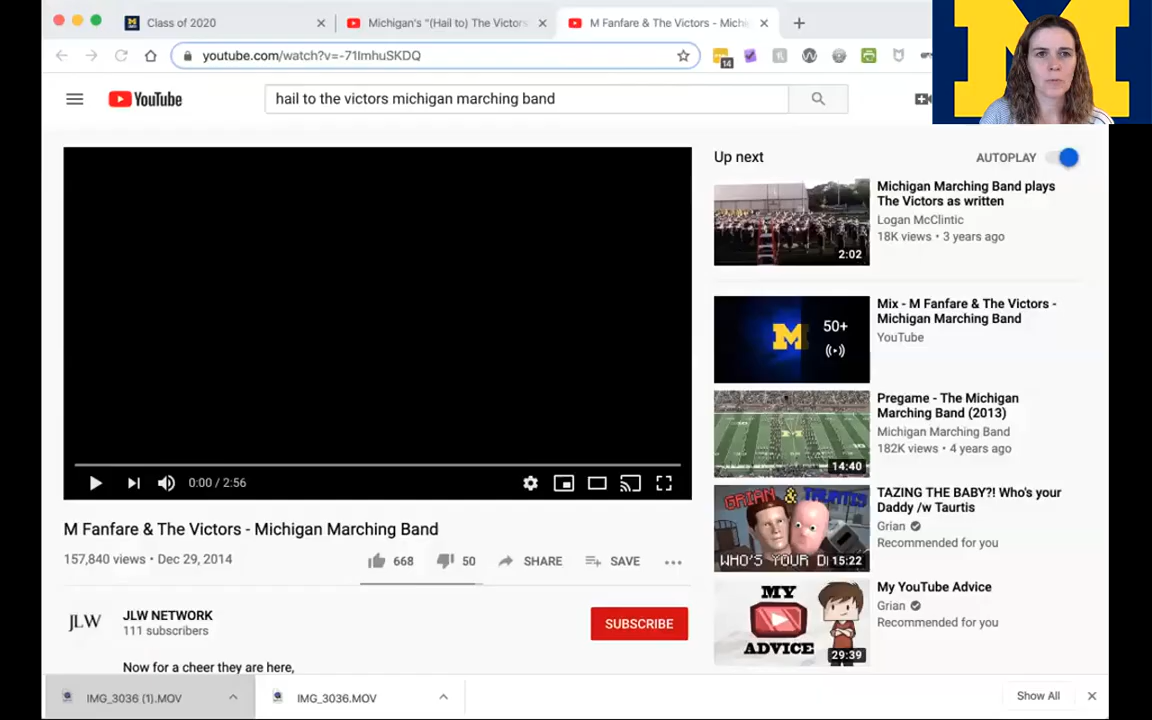 Class of 2020
Michigan's "(Hail to) The Victors
M Fanfare & The Victors - Michi
youtube.com/watch?v=-71ImhuSKDQ
14
YouTube
hail to the victors michigan marching band
M
Up next
AUTOPLAY
Michigan Marching Band plays
The Victors as written
Logan McClintic
18K views • 3 years ago
2:02
Mix - M Fanfare & The Victors -
Michigan Marching Band
YouTube
50+
M
Pregame - The Michigan
Marching Band (2013)
Michigan Marching Band
182K views • 4 years ago
14:40
TAZING THE BABY?! Who's your
Daddy /w Taurtis
Grian
Recommended for you
GRIAN & TAURTIS
WHO'S YOUR D
15:22
My YouTube Advice
Grian
Recommended for you
MY
ADVICE
29:39
0:00 / 2:56
M Fanfare & The Victors - Michigan Marching Band
157,840 views • Dec 29, 2014
668
50
SHARE
SAVE
JLW
JLW NETWORK
111 subscribers
SUBSCRIBE
Now for a cheer they are here,
IMG_3036 (1).MOV
IMG_3036.MOV
Show All